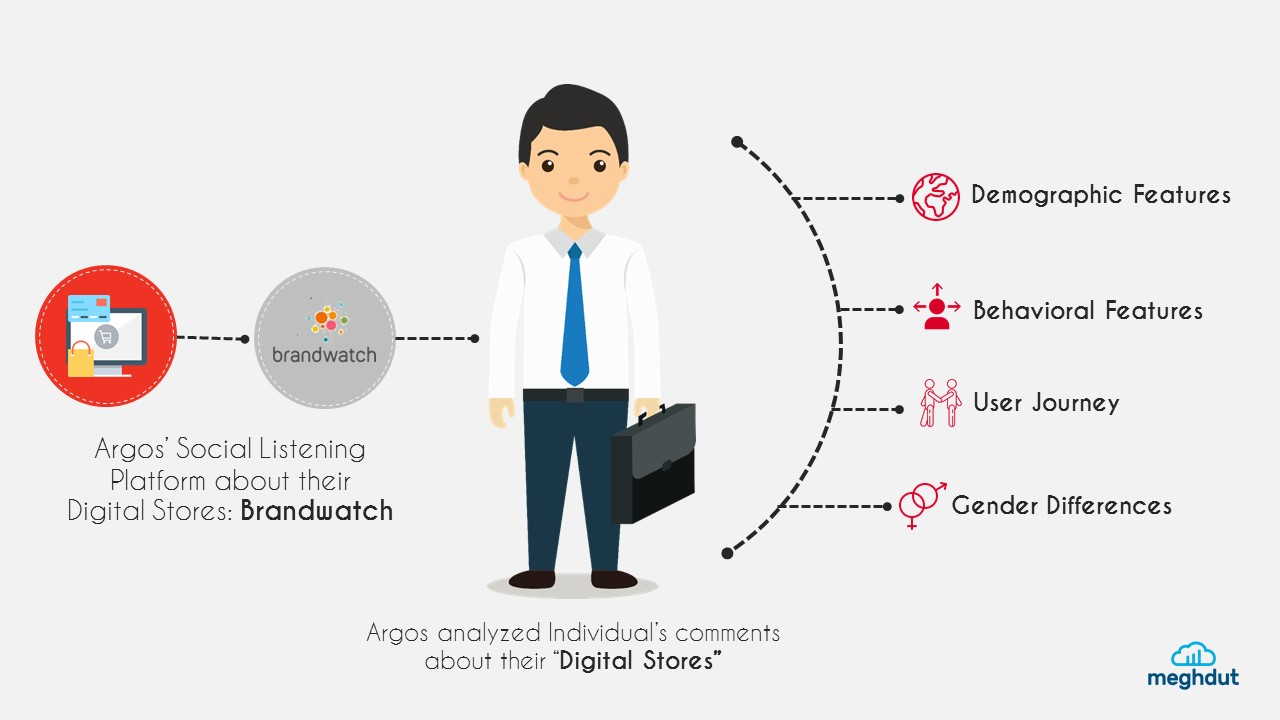 brandwatch
Argos' Social Listening
Platform about their
Digital Stores: Brandwatch
Demographic Features
Behavioral Features
User Journey
Gender Differences
Argos analyzed Individual's comments
about their “Digital Stores”
meghdut